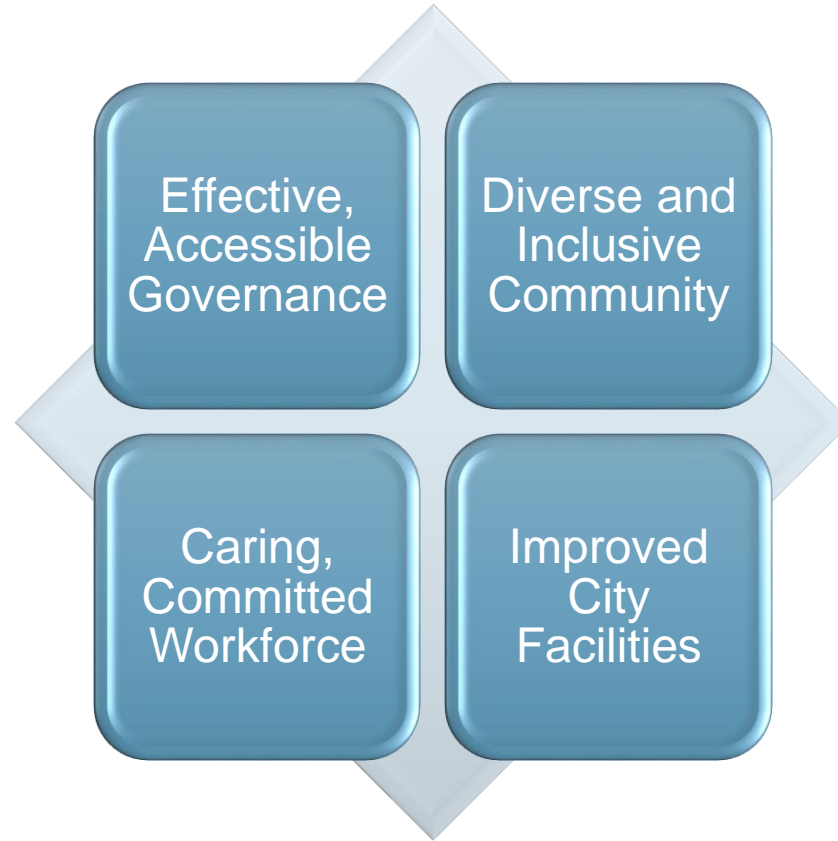 Effective,
Accessible
Governance
Diverse and
Inclusive
Community
Caring,
Committed
Workforce
Improved
City
Facilities